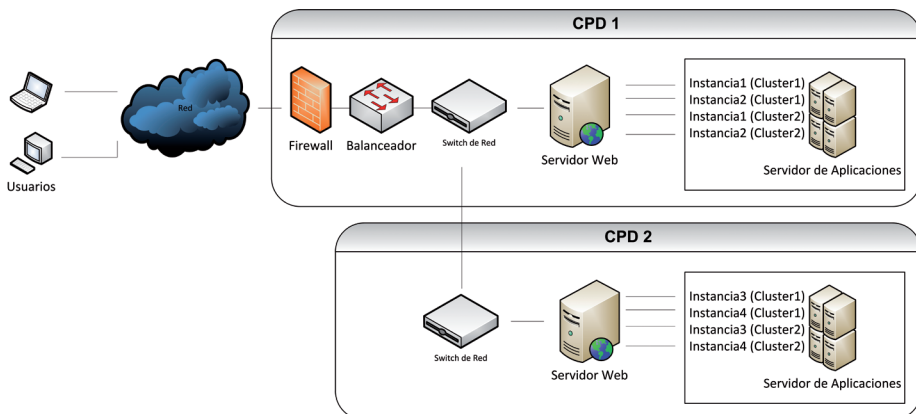 CPD 1
Usuarios
Red
Firewall
Balanceador
Switch de Red
Servidor Web
Instancia1 (Cluster1)
Instancia2 (Cluster1)
Instancia1 (Cluster2)
Instancia2 (Cluster2)
Servidor de Aplicaciones
CPD 2
Switch de Red
Servidor Web
Instancia3 (Cluster1)
Instancia4 (Cluster1)
Instancia3 (Cluster2)
Instancia4 (Cluster2)
Servidor de Aplicaciones